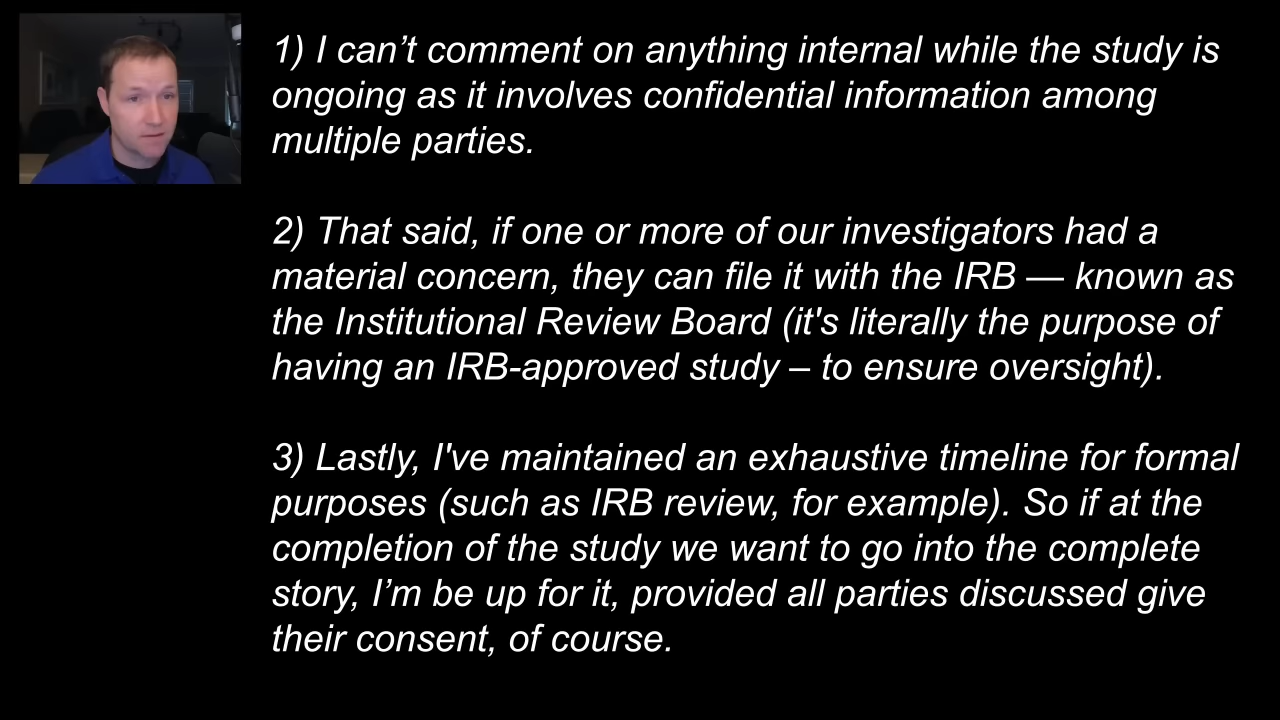 1) I can’t comment on anything internal while the study is
ongoing as it involves confidential information among
multiple parties.
2) That said, if one or more of our investigators had a
material concern, they can file it with the IRB — known as
the Institutional Review Board (it's literally the purpose of
having an IRB-approved study – to ensure oversight).
3) Lastly, I've maintained an exhaustive timeline for formal
purposes (such as IRB review, for example). So if at the
completion of the study we want to go into the complete
story, I’m be up for it, provided all parties discussed give
their consent, of course.